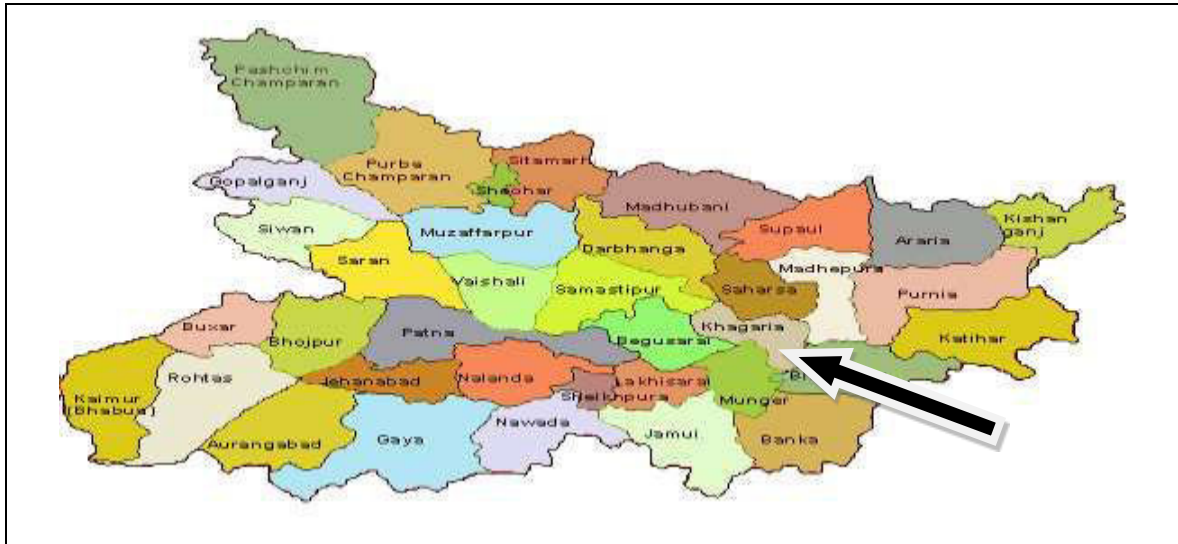 Pashchim
Champaran
Purba
Champaran
Sitamarh
Sheohar
Gopalganj
Madhubani
Kishan
ganj
Siwan
Muzaffarpur
Darbhanga
Supaul
Araria
Saran
Vaishali
Samastipur
Saharsa
Madhepura
Purnia
Buxar
Bhojpur
Patna
Begusarai
Khagaria
Katihar
Rohtas
Jehanabad
Nalanda
Lakhisarai
Sheikhpura
Munger
Kaimur
(Bhabua)
Aurangabad
Gaya
Nawada
Jamui
Banka